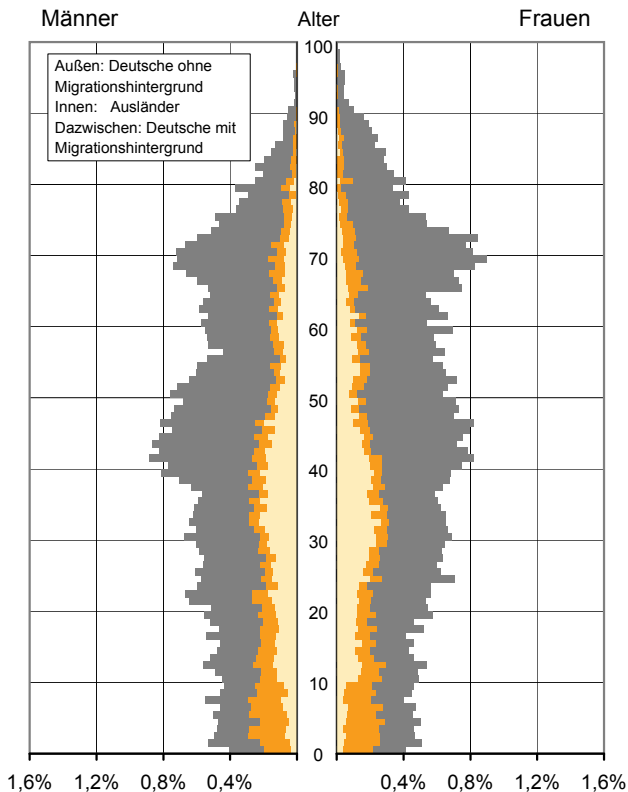 Männer Alter Frauen
100
Außen: Deutsche ohne
Migrationshintergrund
Innen: Ausländer
Dazwischen: Deutsche mit
Migrationshintergrund
90
80
70
60
50
40
30
20
10
0
1,6% 1,2% 0,8% 0,4% 0,4% 0,8% 1,2% 1,6%